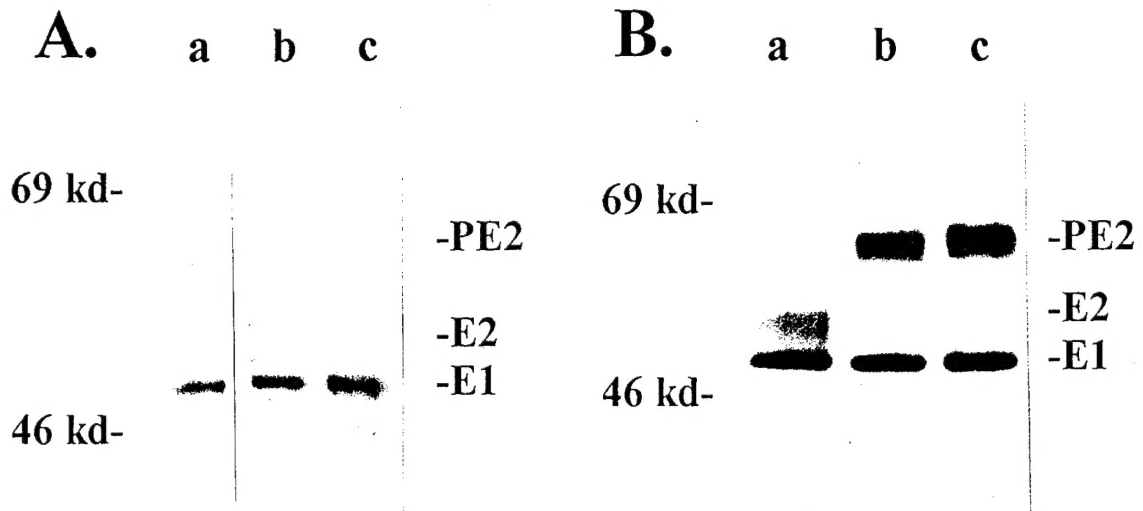 A. a b c
69 kd-
-PE2
-E2
-E1
46 kd-
B. a b c
69 kd-
-PE2
-E2
-E1
46 kd-